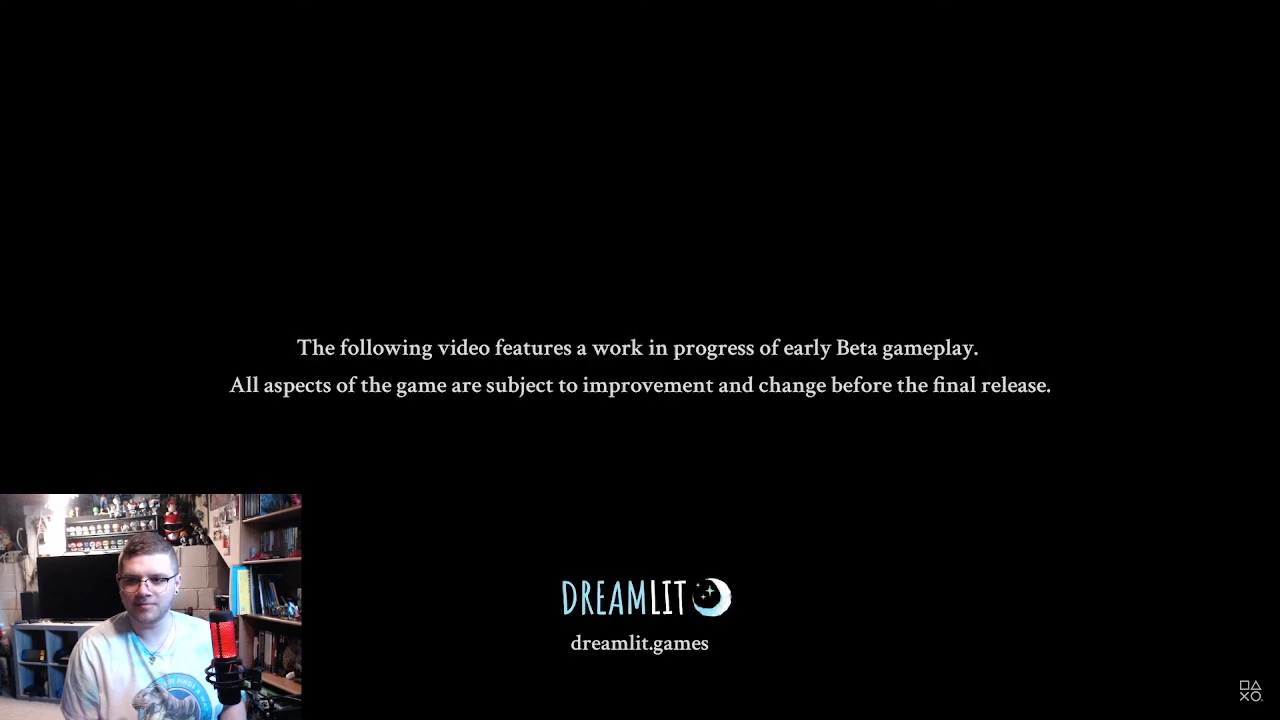 The following video features a work in progress of early Beta gameplay.
All aspects of the game are subject to improvement and change before the final release.
DREAMLIT
dreamlit.games